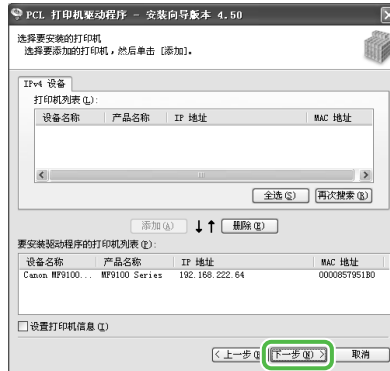 PCL 打印机驱动程序 - 安装向导版本 4.50
选择要安装的打印机
选择要添加的打印机，然后单击 [添加]。
IPv4 设备
打印机列表(L):
设备名称 产品名称 IP 地址 MAC 地址
全选(S) 再次搜索(R)
添加(A) 删除(E)
要安装驱动程序的打印机列表(P):
设备名称 产品名称 IP 地址 MAC 地址
Canon MF9100... MF9100 Series 192.168.222.64 0000857951B0
设置打印机信息(I)
< 上一步(B) 下一步(N) > 取消